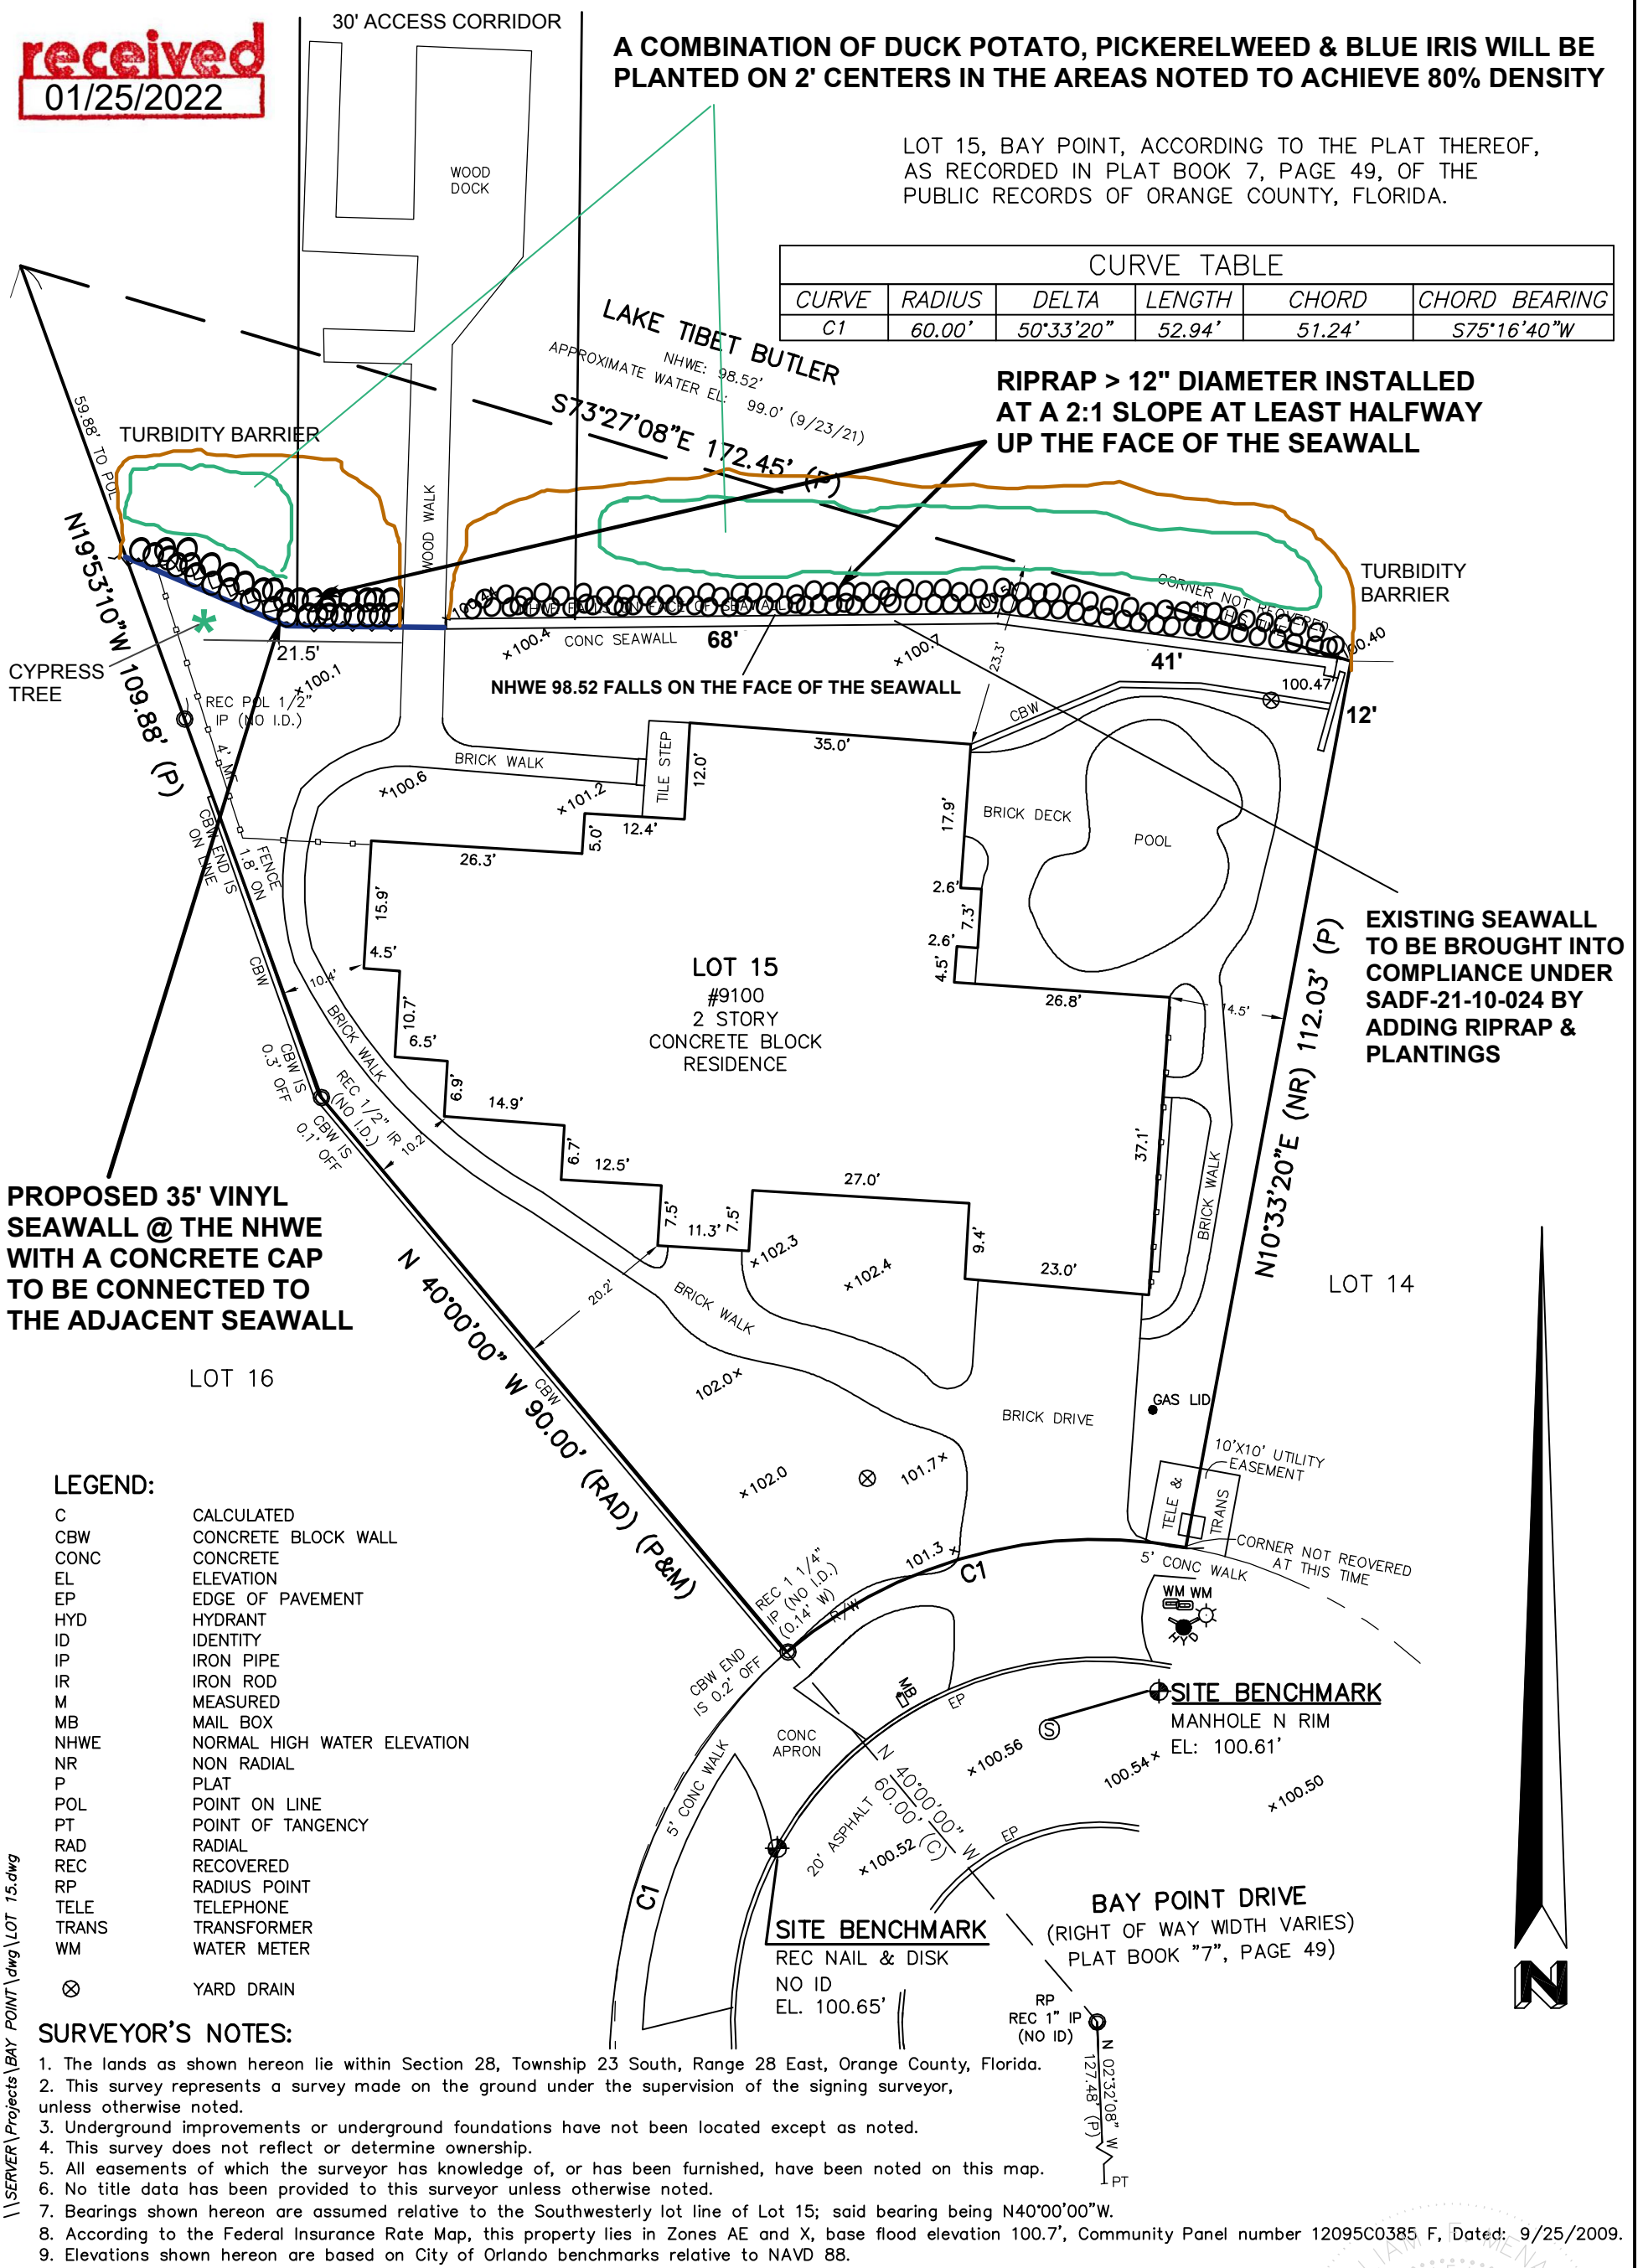 received
01/25/2022
30' ACCESS CORRIDOR
A COMBINATION OF DUCK POTATO, PICKERELWEED & BLUE IRIS WILL BE
PLANTED ON 2' CENTERS IN THE AREAS NOTED TO ACHIEVE 80% DENSITY
LOT 15, BAY POINT, ACCORDING TO THE PLAT THEREOF,
AS RECORDED IN PLAT BOOK 7, PAGE 49, OF THE
PUBLIC RECORDS OF ORANGE COUNTY, FLORIDA.
WOOD
DOCK
CURVE TABLE
CURVE RADIUS DELTA LENGTH CHORD CHORD BEARING
C1 60.00' 50°33'20" 52.94' 51.24' S75°16'40"W
LAKE TIBET BUTLER
NHWE: 98.52'
APPROXIMATE WATER EL: 99.0' (9/23/21)
S73°27'08"E 172.45' (P)
RIPRAP > 12" DIAMETER INSTALLED
AT A 2:1 SLOPE AT LEAST HALFWAY
UP THE FACE OF THE SEAWALL
59.88' TO POL
TURBIDITY BARRIER
WOOD WALK
N19°53'10"W 109.88' (P)
TURBIDITY
BARRIER
CORNER NOT REOVERED
AT THIS TIME
NHWE FALLS ON FACE OF SEAWALL
100.40
×100.4
CONC SEAWALL
68'
×100.7
23.3'
41'
100.47
12'
21.5'
×100.1
CYPRESS
TREE
*
REC POL 1/2"
IP (NO I.D.)
4' MF
NHWE 98.52 FALLS ON THE FACE OF THE SEAWALL
CBW
BRICK WALK
TILE STEP
12.0'
35.0'
×100.6
×101.2
12.4'
5.0'
26.3'
17.9'
BRICK DECK
POOL
CBW END IS
ON LINE
FENCE
1.8' ON
15.9'
4.5'
2.6'
7.3'
2.6'
4.5'
26.8'
14.5'
EXISTING SEAWALL
TO BE BROUGHT INTO
COMPLIANCE UNDER
SADF-21-10-024 BY
ADDING RIPRAP &
PLANTINGS
CBW
10.4'
LOT 15
#9100
2 STORY
CONCRETE BLOCK
RESIDENCE
10.7'
6.5'
BRICK WALK
CBW IS
0.3' OFF
REC 1/2" IR
(NO I.D.)
CBW IS
0.1' OFF
10.2'
6.9'
14.9'
6.7'
12.5'
7.5'
11.3'
7.5'
27.0'
9.4'
23.0'
37.1'
BRICK WALK
N10°33'20"E (NR) 112.03' (P)
PROPOSED 35' VINYL
SEAWALL @ THE NHWE
WITH A CONCRETE CAP
TO BE CONNECTED TO
THE ADJACENT SEAWALL
×102.3
×102.4
20.2'
BRICK WALK
LOT 14
LOT 16
N 40°00'00" W 90.00' (RAD) (P&M)
CBW
102.0×
BRICK DRIVE
GAS LID
×102.0
101.7×
10'X10' UTILITY
EASEMENT
TELE &
TRANS
CORNER NOT REOVERED
AT THIS TIME
5' CONC WALK
101.3 ×
C1
WM WM
HYD
REC 1 1/4"
IP (NO I.D.)
(0.14' W)
R/W
CBW END
IS 0.2' OFF
MB
EP
SITE BENCHMARK
MANHOLE N RIM
EL: 100.61'
S
CONC
APRON
5' CONC WALK
C1
×100.56
100.54×
×100.50
N 40°00'00" W
60.00' (C)
20' ASPHALT
×100.52
EP
BAY POINT DRIVE
(RIGHT OF WAY WIDTH VARIES)
PLAT BOOK "7", PAGE 49)
SITE BENCHMARK
REC NAIL & DISK
NO ID
EL. 100.65'
RP
REC 1" IP
(NO ID)
N 02°32'08" W
127.48' (P)
PT
N
LEGEND:
C CALCULATED
CBW CONCRETE BLOCK WALL
CONC CONCRETE
EL ELEVATION
EP EDGE OF PAVEMENT
HYD HYDRANT
ID IDENTITY
IP IRON PIPE
IR IRON ROD
M MEASURED
MB MAIL BOX
NHWE NORMAL HIGH WATER ELEVATION
NR NON RADIAL
P PLAT
POL POINT ON LINE
PT POINT OF TANGENCY
RAD RADIAL
REC RECOVERED
RP RADIUS POINT
TELE TELEPHONE
TRANS TRANSFORMER
WM WATER METER
⊗ YARD DRAIN
SURVEYOR'S NOTES:
1. The lands as shown hereon lie within Section 28, Township 23 South, Range 28 East, Orange County, Florida.
2. This survey represents a survey made on the ground under the supervision of the signing surveyor,
unless otherwise noted.
3. Underground improvements or underground foundations have not been located except as noted.
4. This survey does not reflect or determine ownership.
5. All easements of which the surveyor has knowledge of, or has been furnished, have been noted on this map.
6. No title data has been provided to this surveyor unless otherwise noted.
7. Bearings shown hereon are assumed relative to the Southwesterly lot line of Lot 15; said bearing being N40°00'00"W.
8. According to the Federal Insurance Rate Map, this property lies in Zones AE and X, base flood elevation 100.7', Community Panel number 12095C0385 F, Dated: 9/25/2009.
9. Elevations shown hereon are based on City of Orlando benchmarks relative to NAVD 88.
\\SERVER\Projects\BAY POINT\dwg\LOT 15.dwg